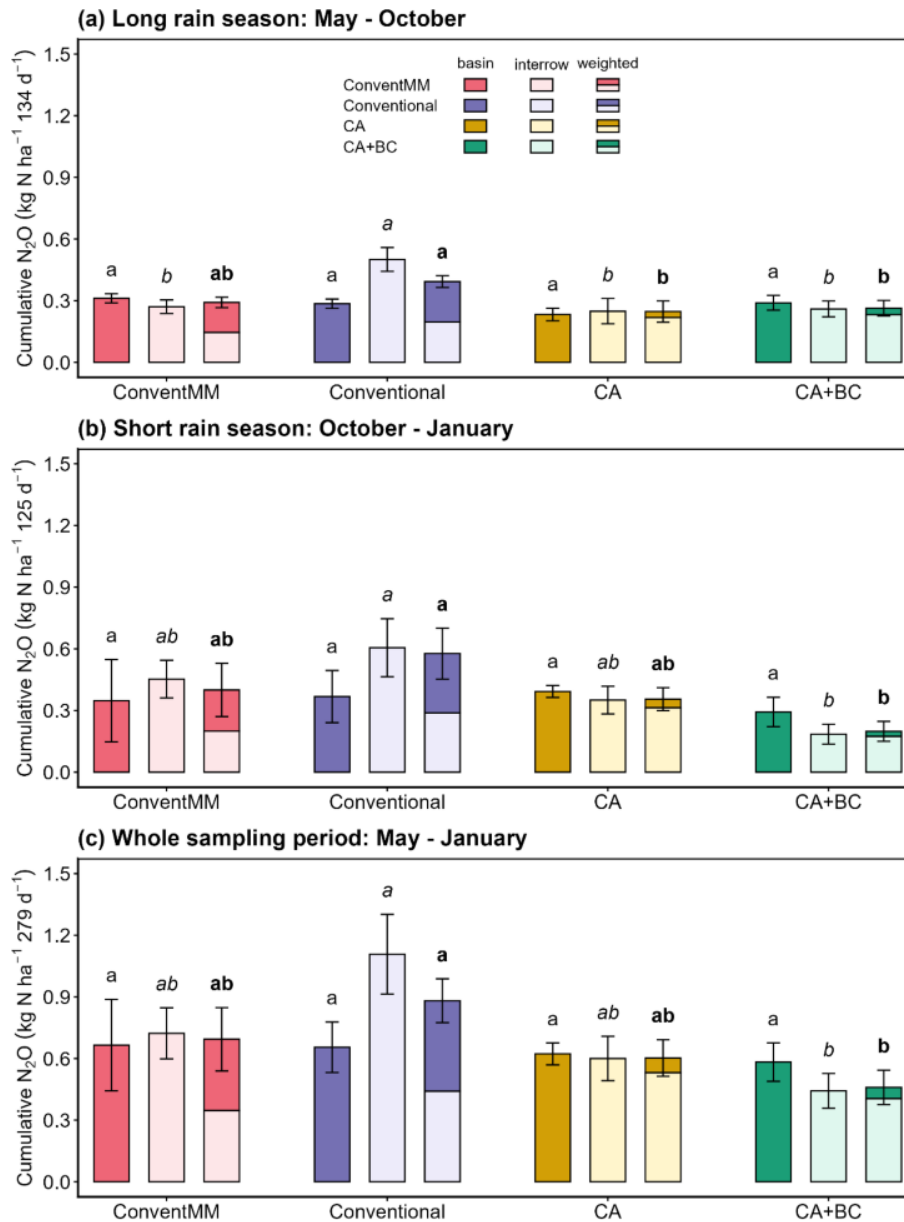 (a) Long rain season: May - October
Cumulative N₂O (kg N ha⁻¹ 134 d⁻¹)
1.5
1.2
0.9
0.6
0.3
0.0
basin interrow weighted
ConventMM
Conventional
CA
CA+BC
a b ab
a a a
a b b
a b b
ConventMM Conventional CA CA+BC
(b) Short rain season: October - January
Cumulative N₂O (kg N ha⁻¹ 125 d⁻¹)
1.5
1.2
0.9
0.6
0.3
0.0
a ab ab
a a a
a ab ab
a b b
ConventMM Conventional CA CA+BC
(c) Whole sampling period: May - January
Cumulative N₂O (kg N ha⁻¹ 279 d⁻¹)
1.5
1.2
0.9
0.6
0.3
0.0
a ab ab
a a a
a ab ab
a b b
ConventMM Conventional CA CA+BC